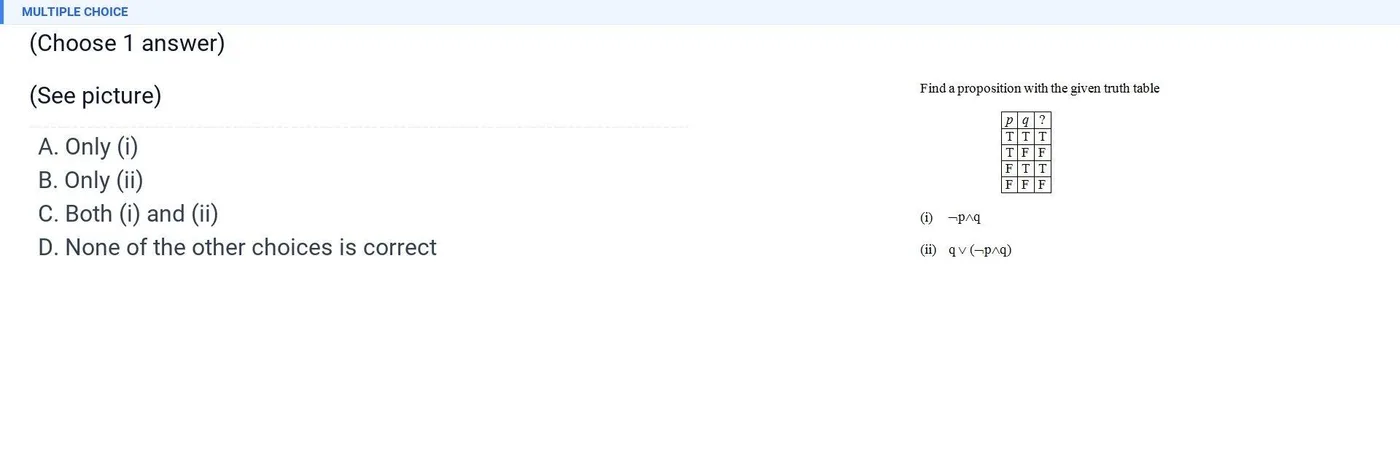 MULTIPLE CHOICE
(Choose 1 answer)
(See picture)
A. Only (i)
B. Only (ii)
C. Both (i) and (ii)
D. None of the other choices is correct
Find a proposition with the given truth table
p q ?
T T T
T F F
F T T
F F F
(i) ¬p∧q
(ii) q∨(¬p∧q)